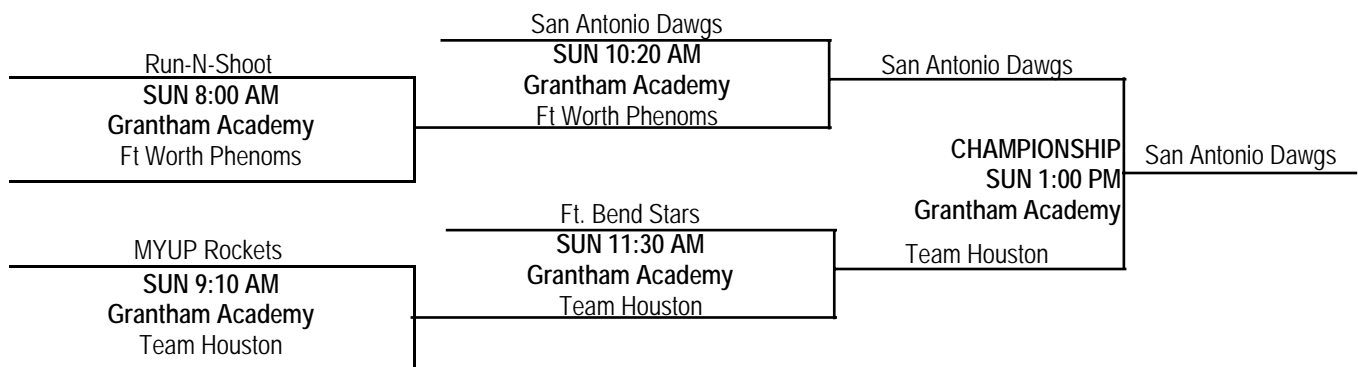 San Antonio Dawgs
SUN 10:20 AM
Grantham Academy
Ft Worth Phenoms
Run-N-Shoot
SUN 8:00 AM
Grantham Academy
Ft Worth Phenoms
San Antonio Dawgs
CHAMPIONSHIP
SUN 1:00 PM
Grantham Academy
San Antonio Dawgs
Ft. Bend Stars
SUN 11:30 AM
Grantham Academy
Team Houston
MYUP Rockets
SUN 9:10 AM
Grantham Academy
Team Houston
Team Houston